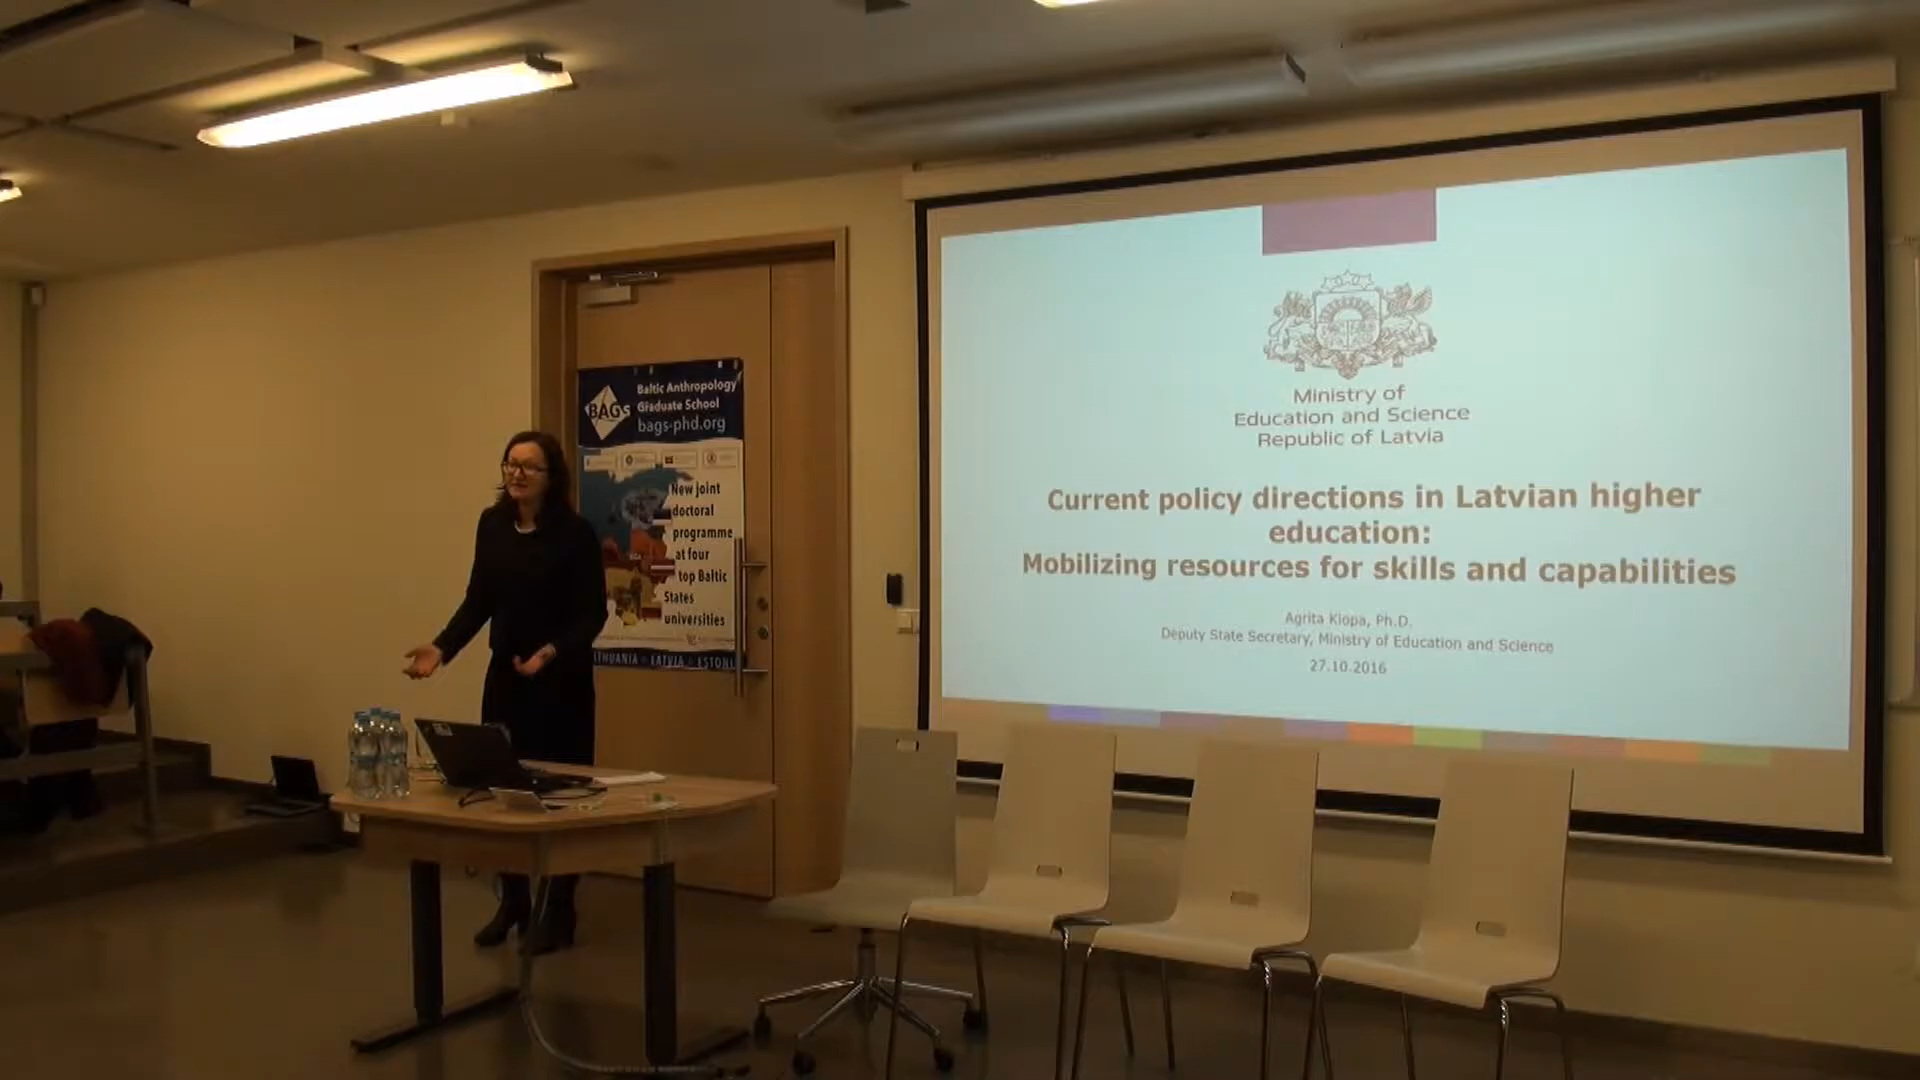 Baltic Anthropology
Graduate School
bags-phd.org
BAGS
New joint
doctoral
programme
at four
top Baltic
States
universities
LATVIA
Ministry of
Education and Science
Republic of Latvia
Current policy directions in Latvian higher
education:
Mobilizing resources for skills and capabilities
Agrita Kiopa, Ph.D.
Deputy State Secretary, Ministry of Education and Science
27.10.2016